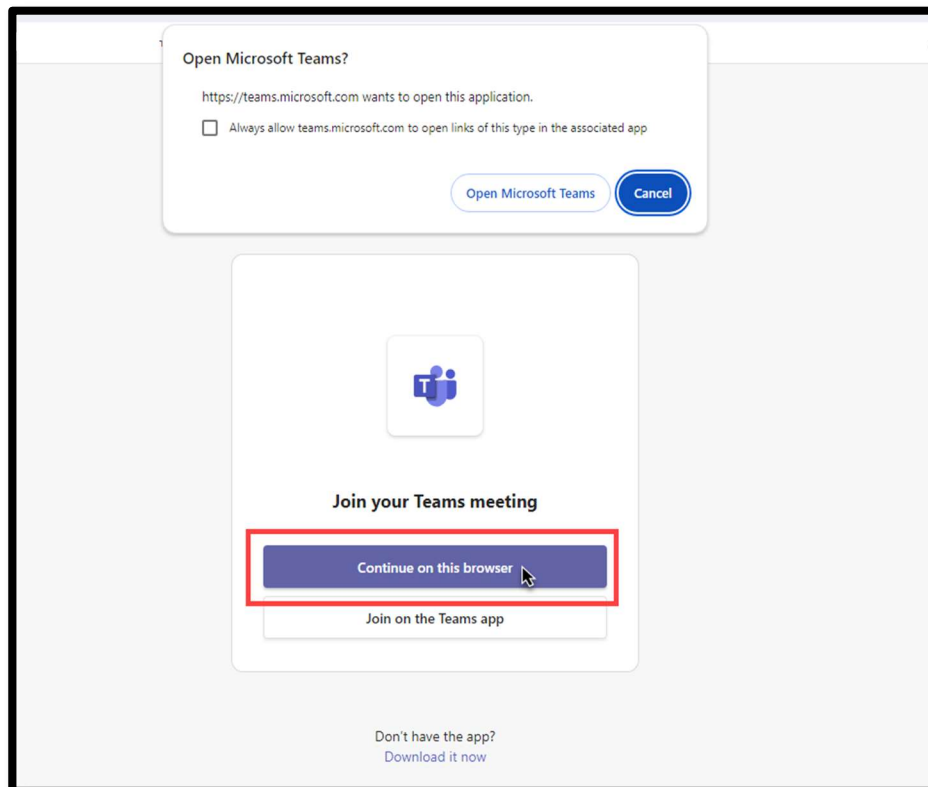 Open Microsoft Teams?
https://teams.microsoft.com wants to open this application.
Always allow teams.microsoft.com to open links of this type in the associated app
Open Microsoft Teams Cancel
T
Join your Teams meeting
Continue on this browser
Join on the Teams app
Don't have the app?
Download it now